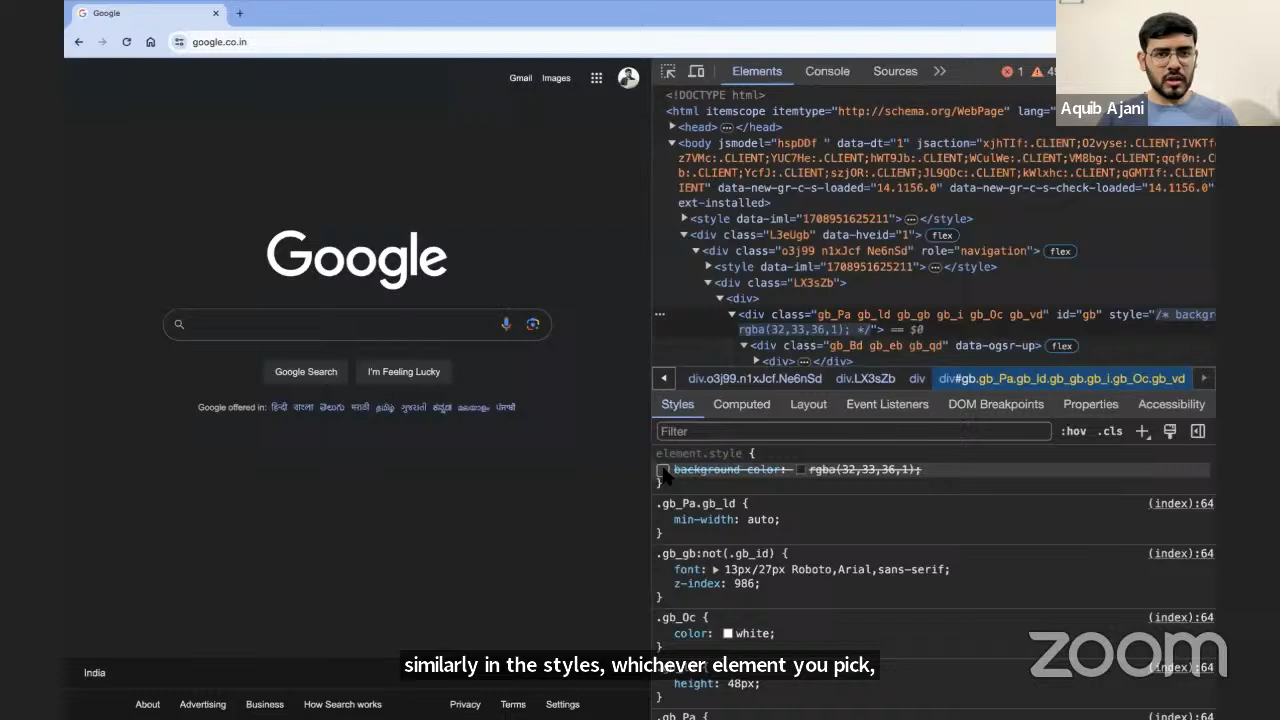 Google
google.co.in
Gmail Images
Google
Google Search I'm Feeling Lucky
Google offered in: हिन्दी বাংলা తెలుగు मराठी தமிழ் ગુજરાતી ಕನ್ನಡ മലയാളം ਪੰਜਾਬੀ
India
About Advertising Business How Search works Privacy Terms Settings
Elements Console Sources 1
<!DOCTYPE html>
<html itemscope itemtype="http://schema.org/WebPage" lang=
<head> </head>
<body jsmodel="hspDDf " data-dt="1" jsaction="xjhTIf:.CLIENT;O2vyse:.CLIENT;IVKTf
z7VMc:.CLIENT;YUC7He:.CLIENT;hWT9Jb:.CLIENT;WCulWe:.CLIENT;VM8bg:.CLIENT;qqf0n:.C
b:.CLIENT;YcfJ:.CLIENT;szjOR:.CLIENT;JL9QDc:.CLIENT;kWlxhc:.CLIENT;qGMTIf:.CLIENT
IENT" data-new-gr-c-s-loaded="14.1156.0" data-new-gr-c-s-check-loaded="14.1156.0"
ext-installed>
<style data-iml="1708951625211"> </style>
<div class="L3eUgb" data-hveid="1"> flex
<div class="o3j99 n1xJcf Ne6nSd" role="navigation"> flex
<style data-iml="1708951625211"> </style>
<div class="LX3sZb">
<div>
<div class="gb_Pa gb_ld gb_gb gb_i gb_Oc gb_vd" id="gb" style="/* backgr
rgba(32,33,36,1); */"> == $0
<div class="gb_Bd gb_eb gb_qd" data-ogsr-up> flex
<div> </div>
div.o3j99.n1xJcf.Ne6nSd div.LX3sZb div div#gb.gb_Pa.gb_ld.gb_gb.gb_i.gb_Oc.gb_vd
Styles Computed Layout Event Listeners DOM Breakpoints Properties Accessibility
Filter :hov .cls
element.style {
background-color: rgba(32,33,36,1);
}
.gb_Pa.gb_ld { (index):64
min-width: auto;
}
.gb_gb:not(.gb_id) { (index):64
font: 13px/27px Roboto,Arial,sans-serif;
z-index: 986;
}
.gb_Oc { (index):64
color: white;
}
(index):64
height: 48px;
}
.gb_Pa (index):64
Aquib Ajani
zoom
similarly in the styles, whichever element you pick,